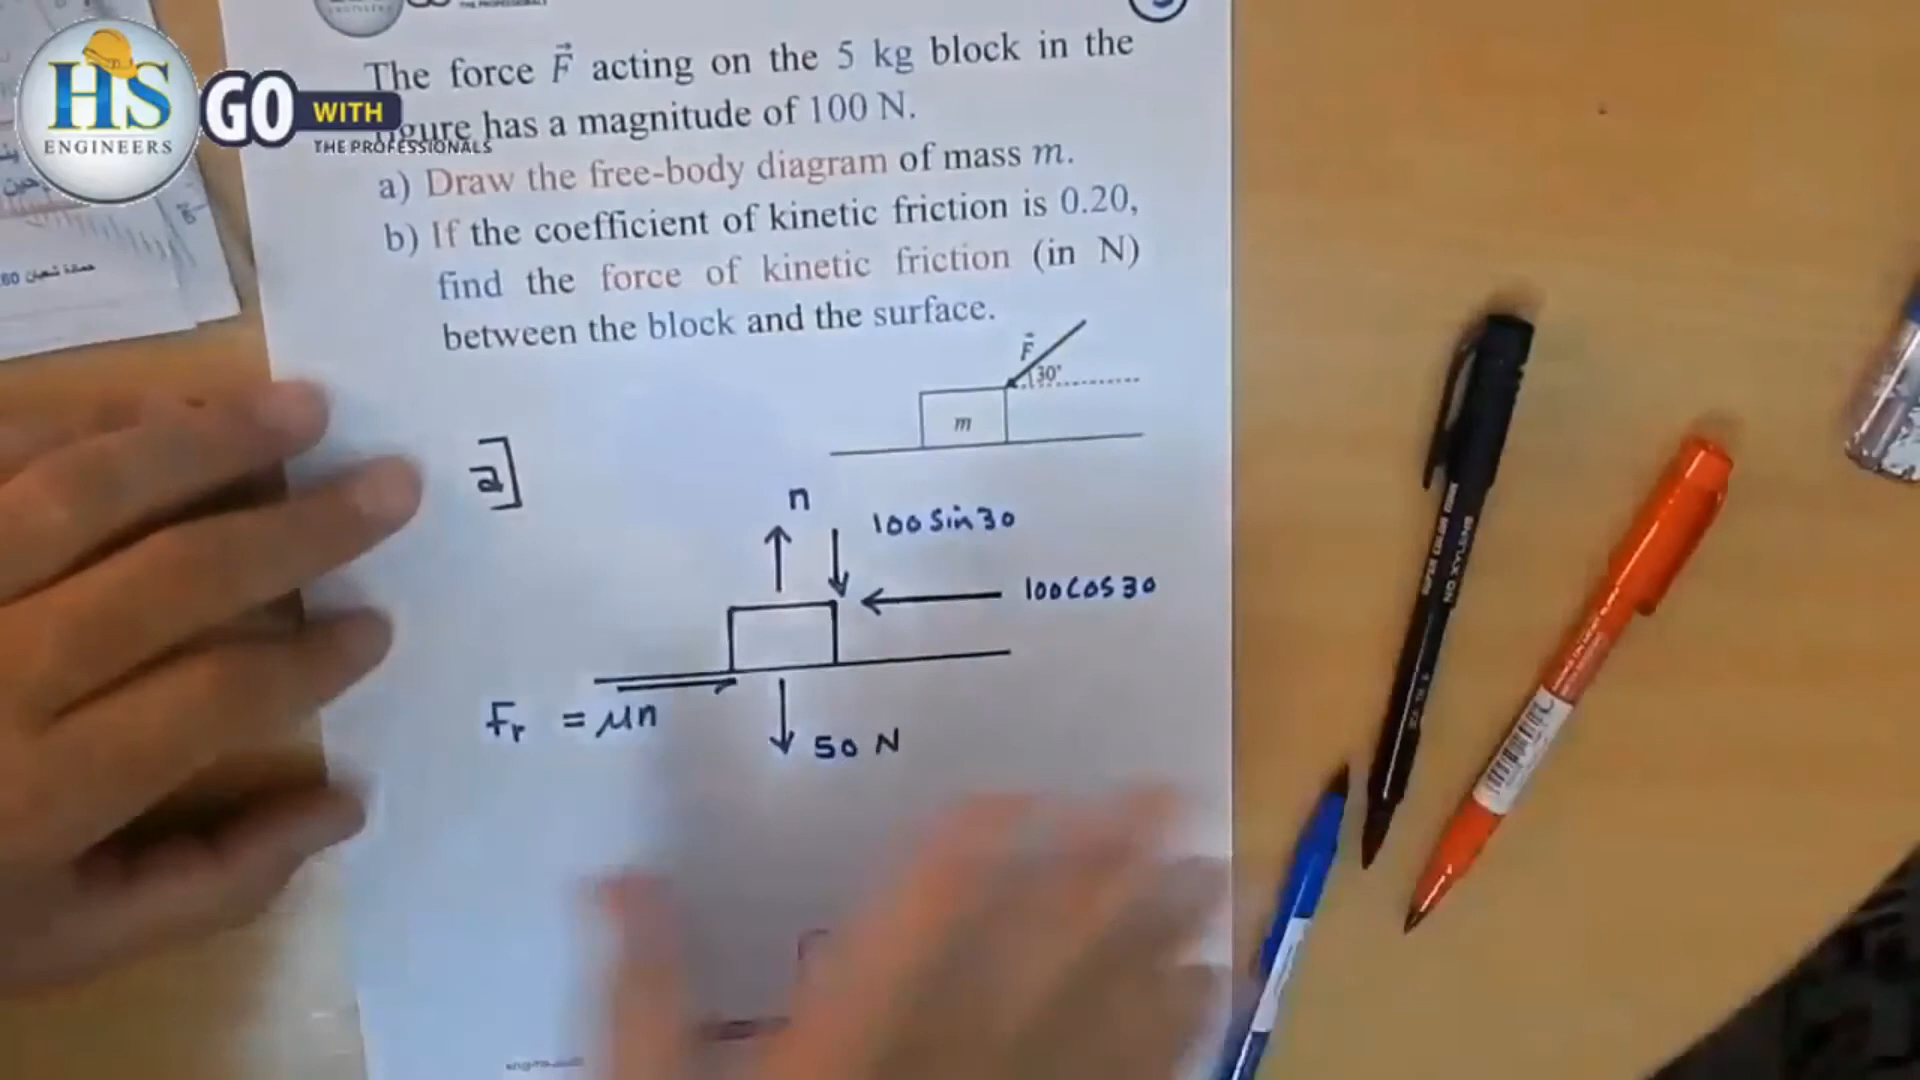 HS
ENGINEERS
GO WITH
THE PROFESSIONALS
The force F⃗ acting on the 5 kg block in the
figure has a magnitude of 100 N.
a) Draw the free-body diagram of mass m.
b) If the coefficient of kinetic friction is 0.20,
find the force of kinetic friction (in N)
between the block and the surface.
F⃗
30°
m
a]
n
100 Sin 30
100 Cos 30
Fr = μn
50 N